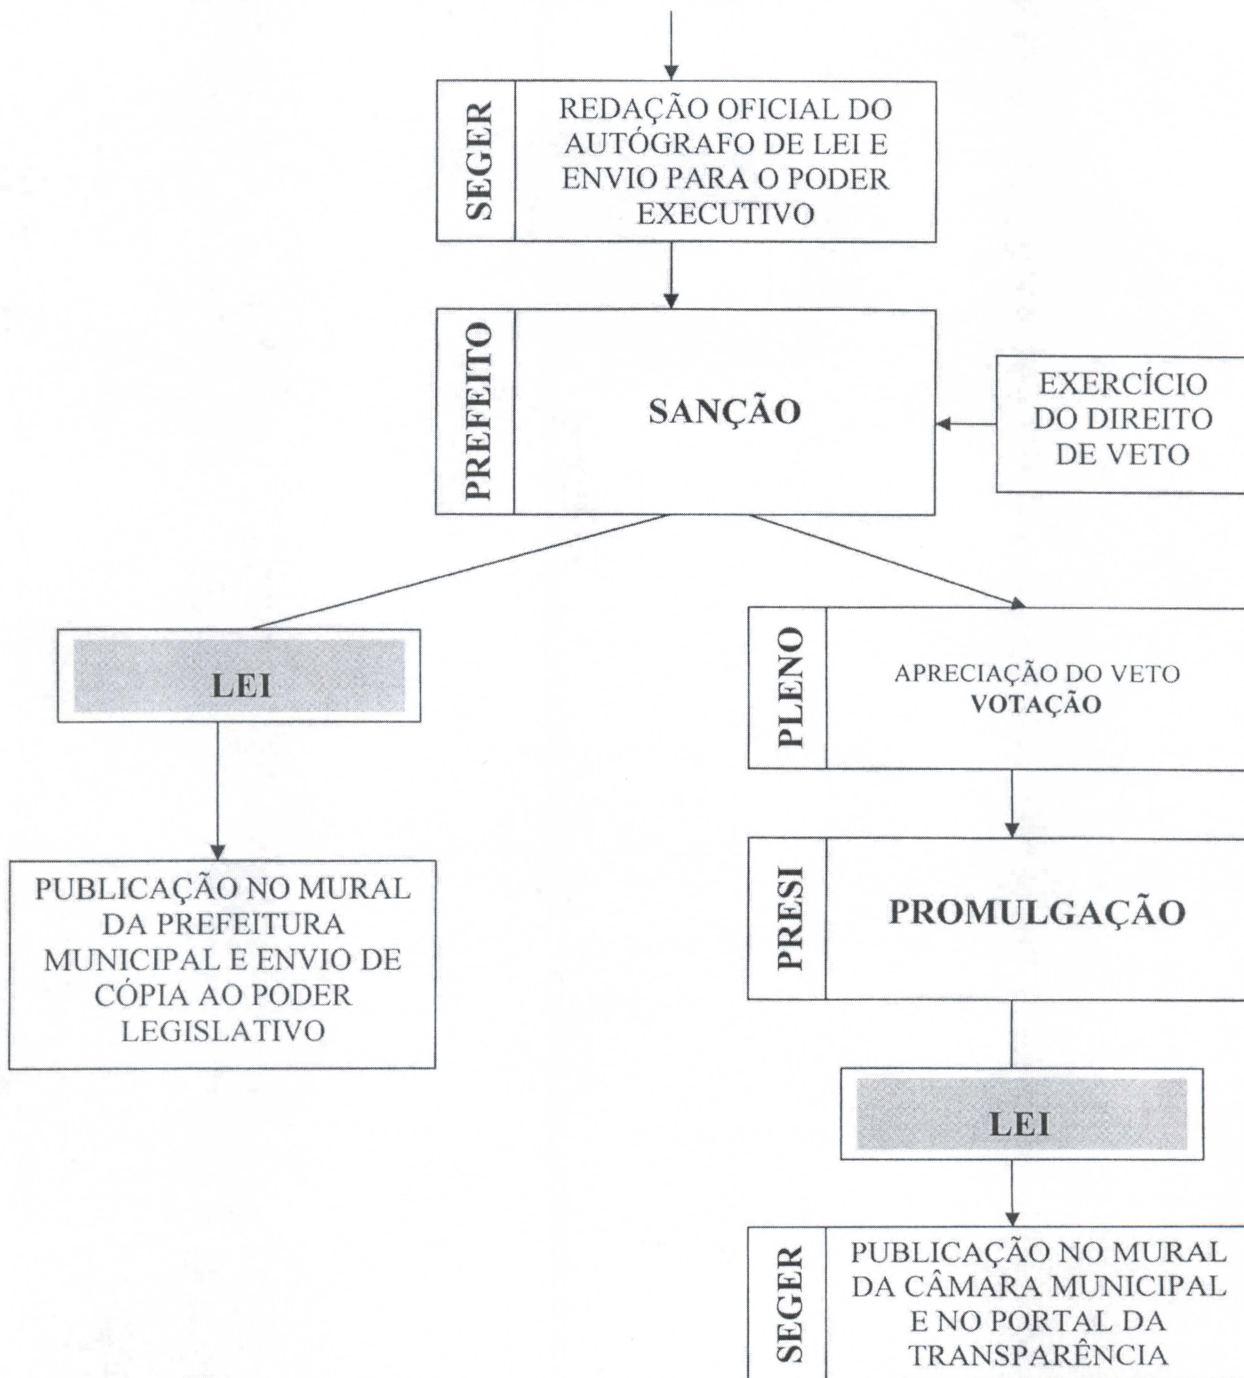 SEGER
REDAÇÃO OFICIAL DO
AUTÓGRAFO DE LEI E
ENVIO PARA O PODER
EXECUTIVO
PREFEITO
SANÇÃO
EXERCÍCIO
DO DIREITO
DE VETO
LEI
PUBLICAÇÃO NO MURAL
DA PREFEITURA
MUNICIPAL E ENVIO DE
CÓPIA AO PODER
LEGISLATIVO
PLENO
APRECIAÇÃO DO VETO
VOTAÇÃO
PRESI
PROMULGAÇÃO
LEI
SEGER
PUBLICAÇÃO NO MURAL
DA CÂMARA MUNICIPAL
E NO PORTAL DA
TRANSPARÊNCIA